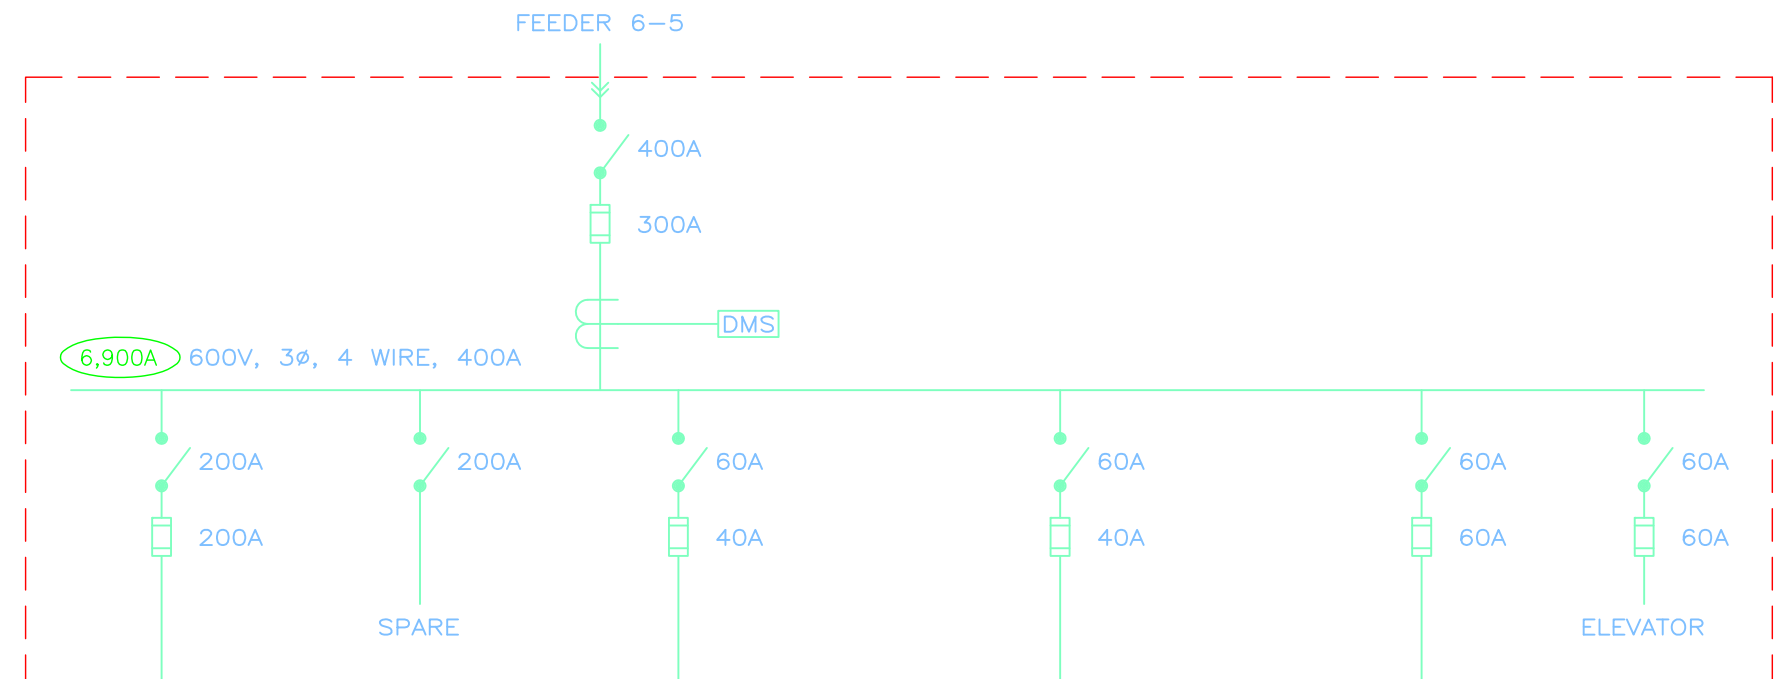 FEEDER 6-5
400A
300A
DMS
6,900A 600V, 3ø, 4 WIRE, 400A
200A 200A 60A 60A 60A 60A
200A 40A 40A 60A 60A
SPARE ELEVATOR